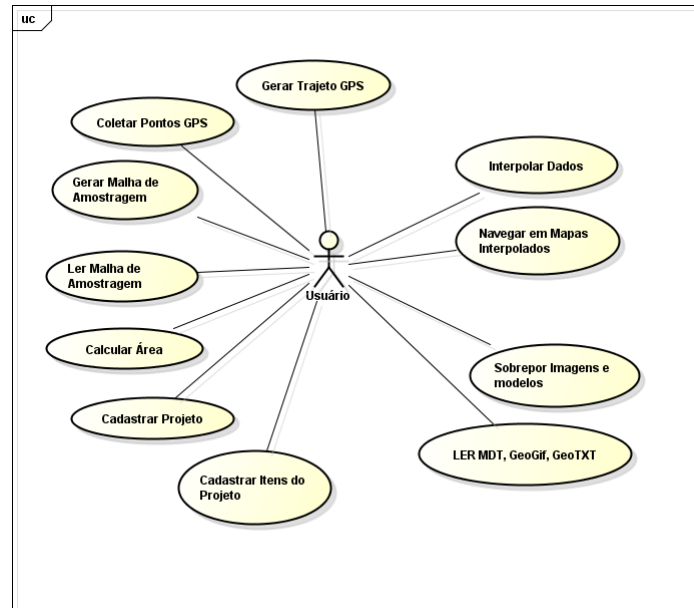 uc
Gerar Trajeto GPS
Coletar Pontos GPS
Interpolar Dados
Gerar Malha de
Amostragem
Navegar em Mapas
Interpolados
Ler Malha de
Amostragem
Usuário
Calcular Área
Sobrepor Imagens e
modelos
Cadastrar Projeto
LER MDT, GeoGif, GeoTXT
Cadastrar Itens do
Projeto